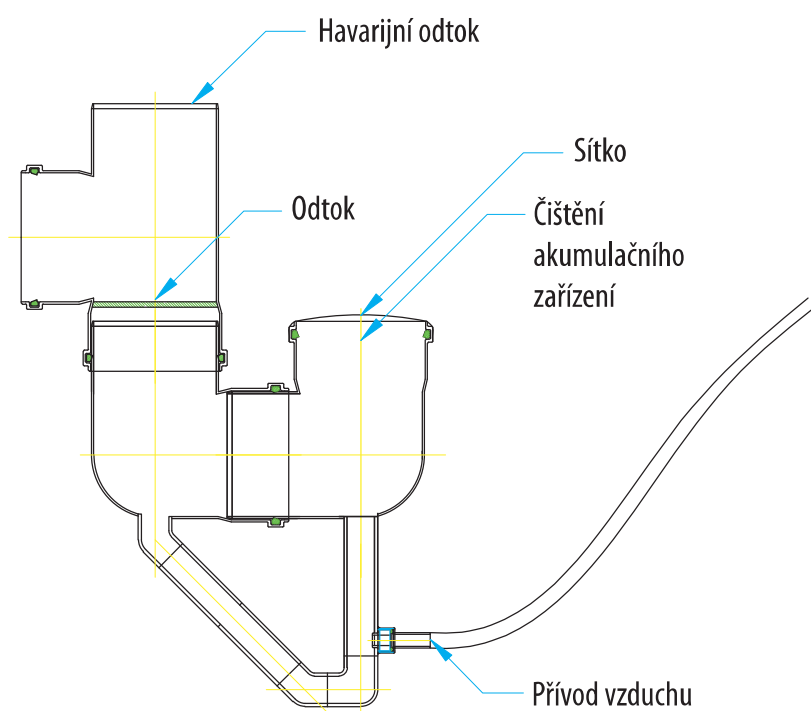 Havarijní odtok
Sítko
Odtok
Čištění
akumulačního
zařízení
Přívod vzduchu